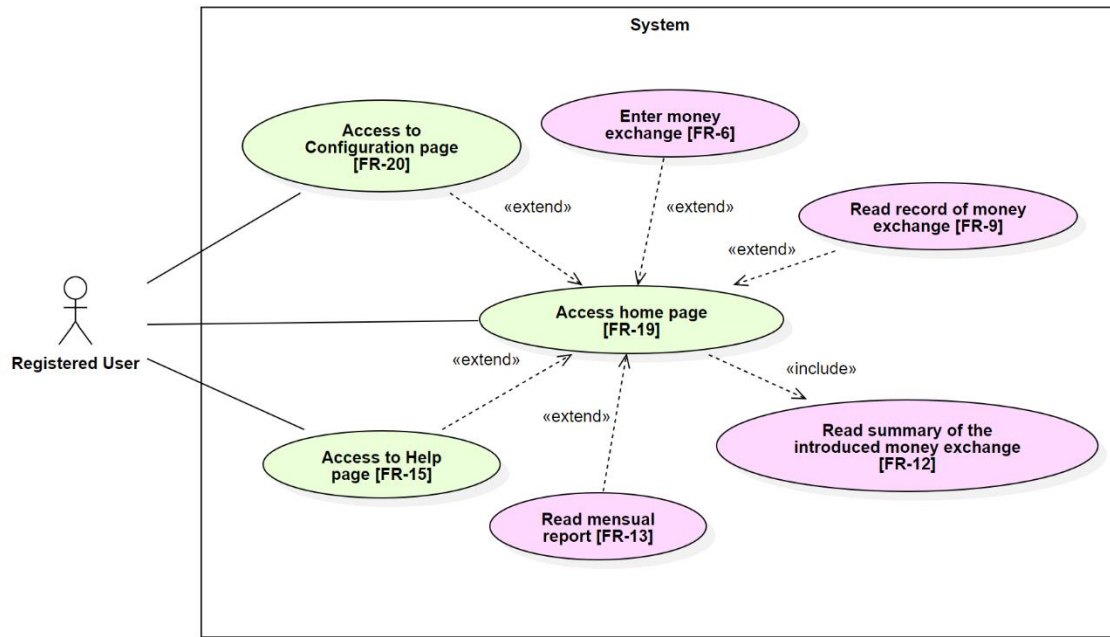 System
Enter money
exchange [FR-6]
Access to
Configuration page
[FR-20]
«extend»
«extend»
Read record of money
exchange [FR-9]
«extend»
Registered User
Access home page
[FR-19]
«extend»
«include»
«extend»
Read summary of the
introduced money exchange
[FR-12]
Access to Help
page [FR-15]
Read mensual
report [FR-13]